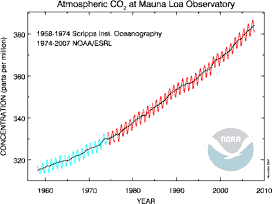 Atmospheric CO2 at Mauna Loa Observatory
1958-1974 Scripps Inst. Oceanography
1974-2007 NOAA/ESRL
CONCENTRATION (parts per million)
380
360
340
320
1960
1970
1980
1990
2000
2010
YEAR
NOAA